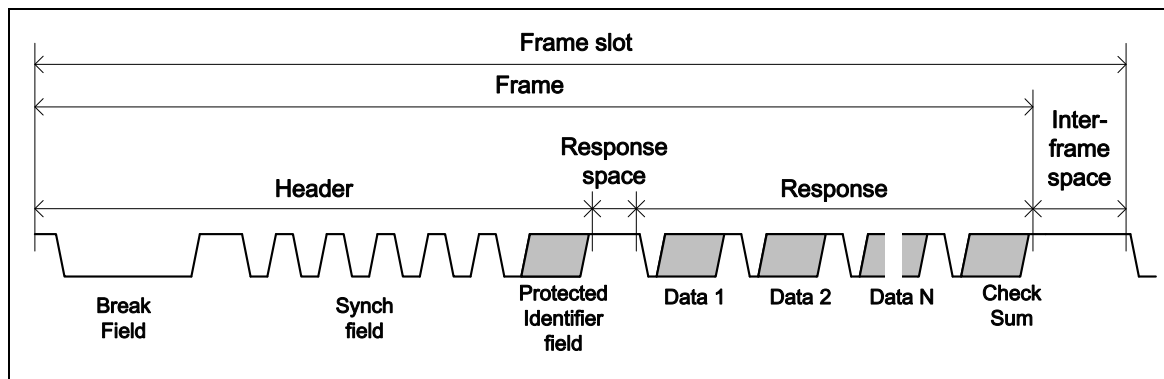 Frame slot
Frame
Inter-
frame
space
Response
space
Header
Response
Break
Field
Synch
field
Protected
Identifier
field
Data 1
Data 2
Data N
Check
Sum